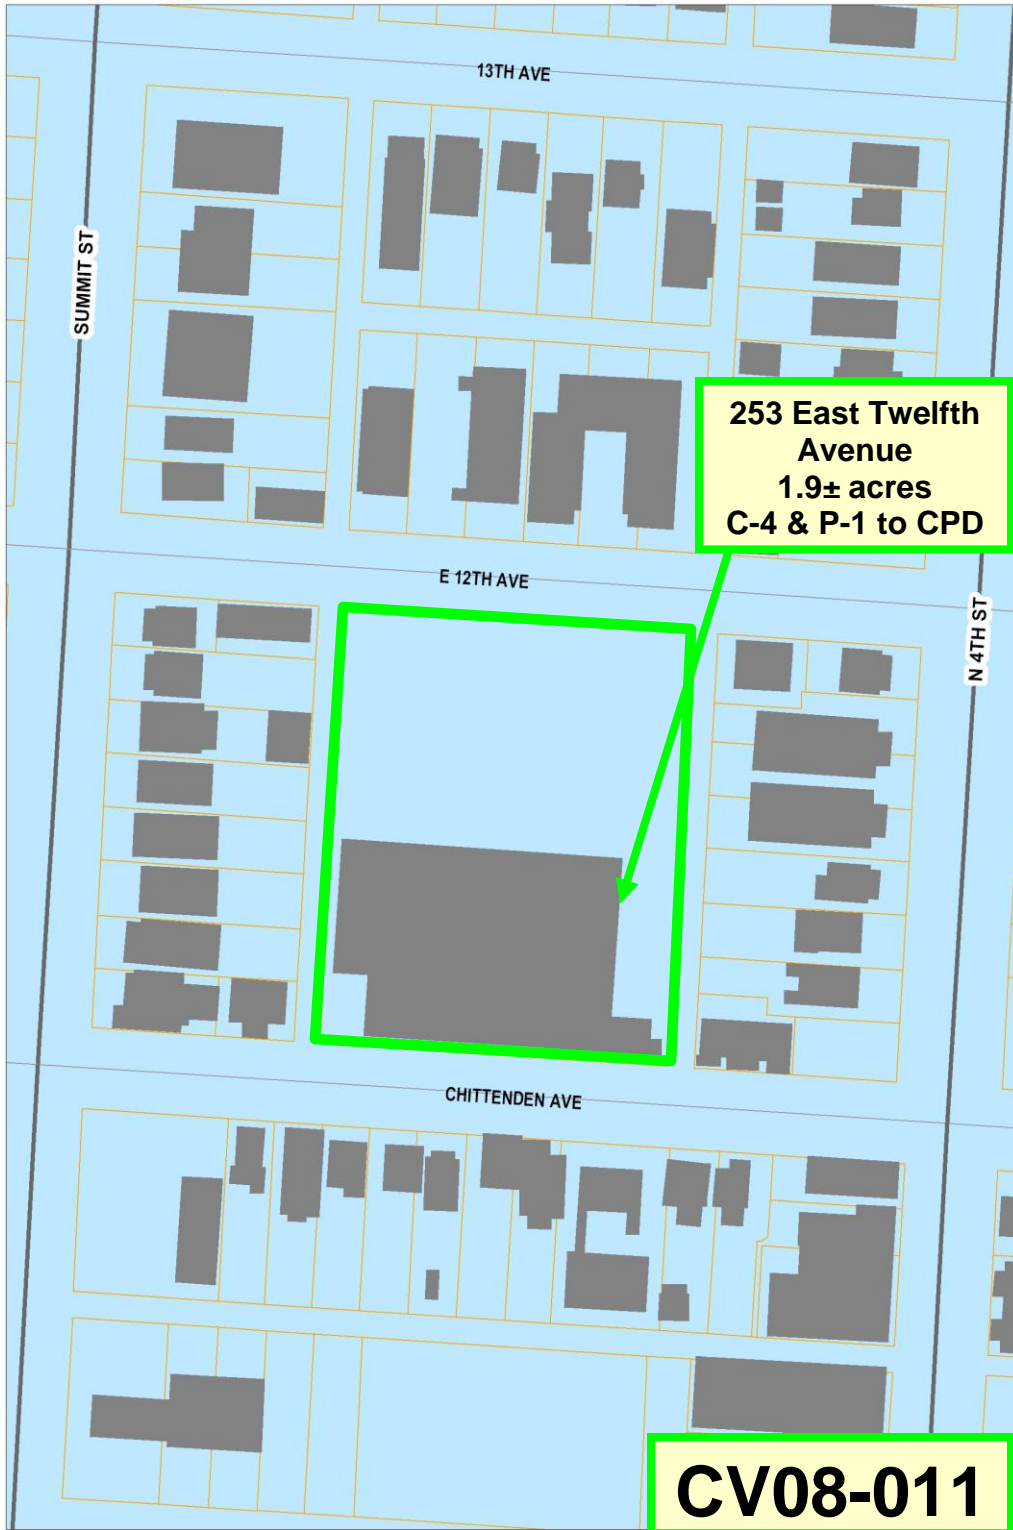 13TH AVE
SUMMIT ST
253 East Twelfth
Avenue
1.9± acres
C-4 & P-1 to CPD
E 12TH AVE
N 4TH ST
CHITTENDEN AVE
CV08-011